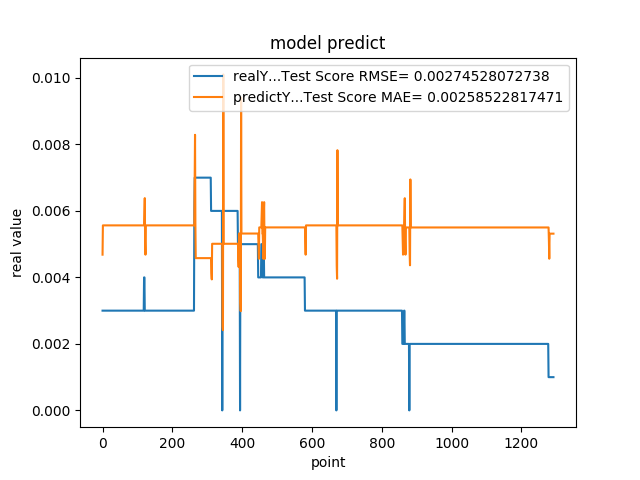 model predict
realY...Test Score RMSE= 0.00274528072738
predictY...Test Score MAE= 0.00258522817471
real value
0.010
0.008
0.006
0.004
0.002
0.000
0 200 400 600 800 1000 1200
point